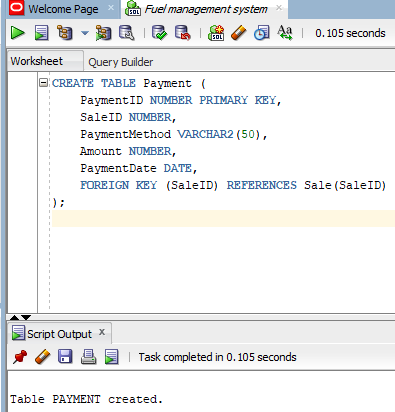 Welcome Page × Fuel management system ×
0.105 seconds
Worksheet Query Builder
CREATE TABLE Payment (
PaymentID NUMBER PRIMARY KEY,
SaleID NUMBER,
PaymentMethod VARCHAR2(50),
Amount NUMBER,
PaymentDate DATE,
FOREIGN KEY (SaleID) REFERENCES Sale(SaleID)
);
Script Output ×
Task completed in 0.105 seconds
Table PAYMENT created.